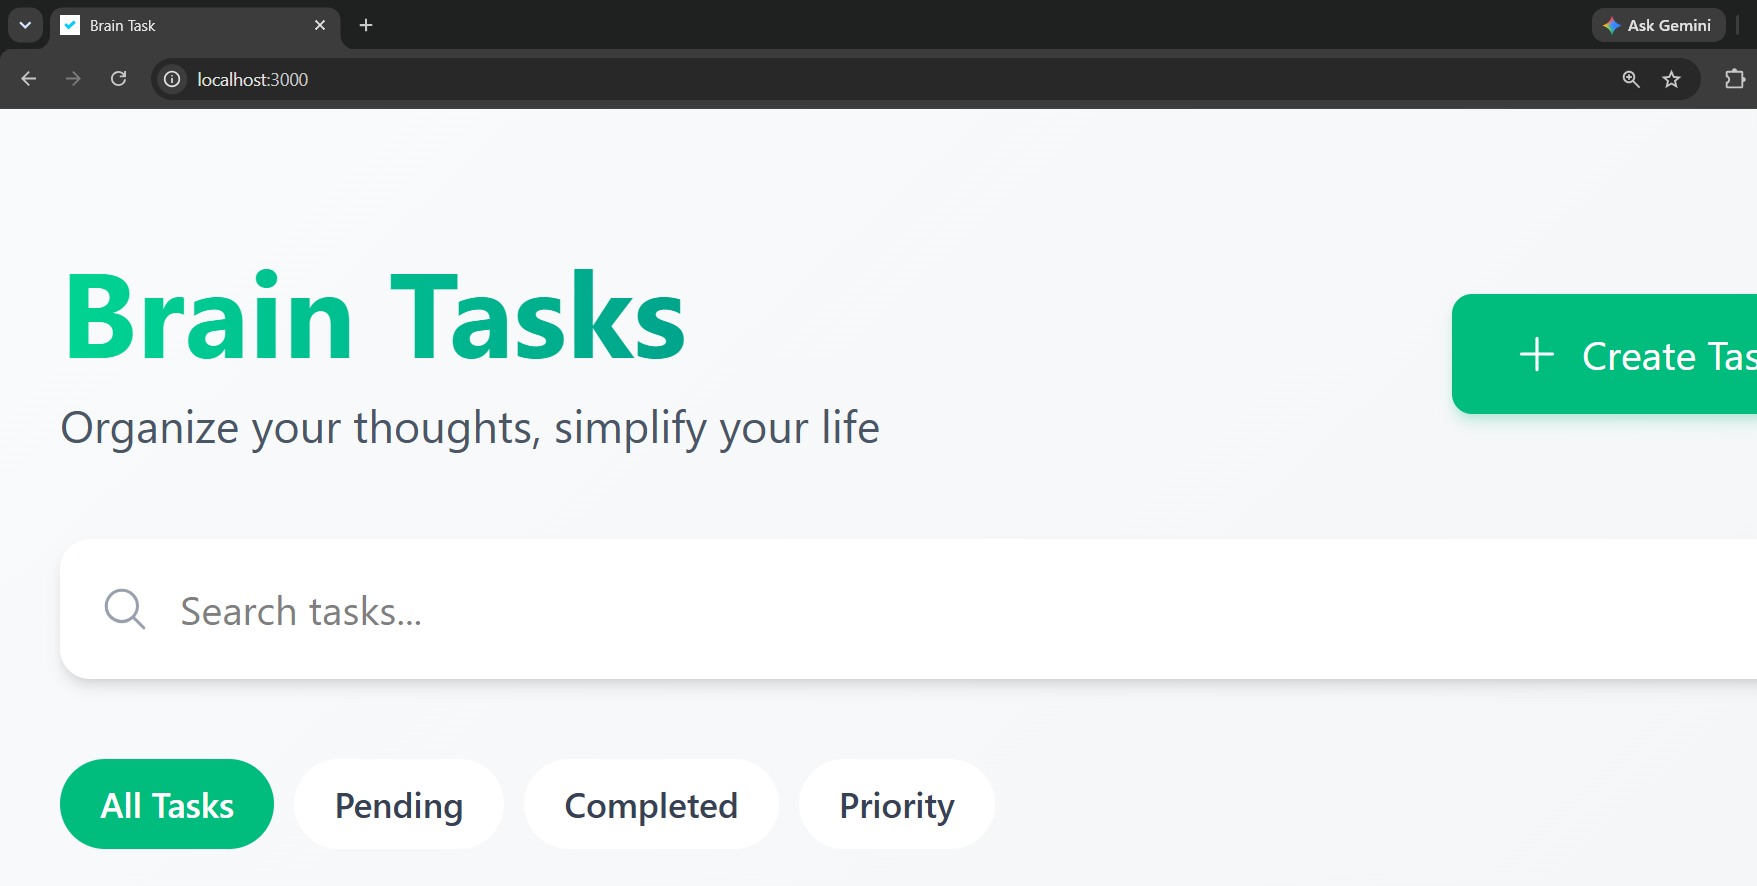 Brain Task
Ask Gemini
localhost:3000
Brain Tasks
Create Tas
Organize your thoughts, simplify your life
Search tasks...
All Tasks
Pending
Completed
Priority